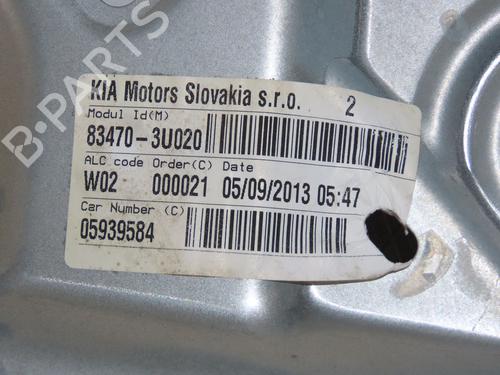 B-PARTS
KIA Motors Slovakia s.r.o. 2
Modul Id(M)
83470-3U020
ALC code Order(C) Date
W02 000021 05/09/2013 05:47
Car Number (C)
05939584